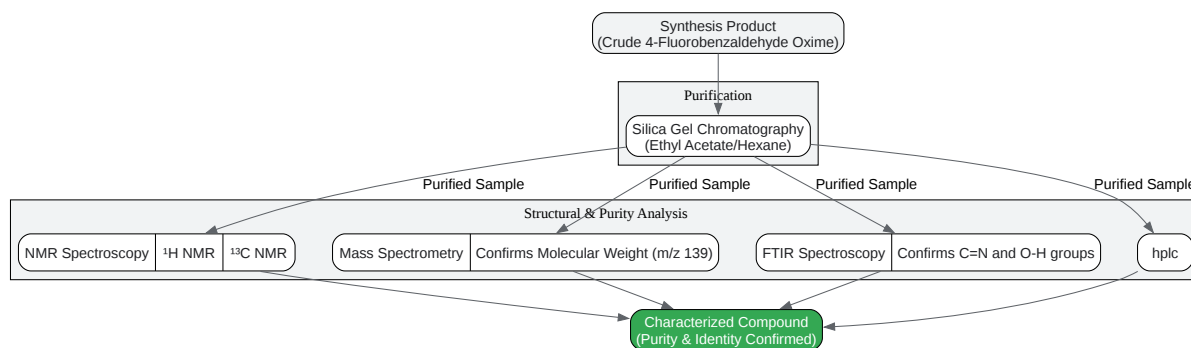 Synthesis Product
(Crude 4-Fluorobenzaldehyde Oxime)
Purification
Silica Gel Chromatography
(Ethyl Acetate/Hexane)
Purified Sample
Purified Sample
Purified Sample
Purified Sample
Structural & Purity Analysis
NMR Spectroscopy
¹H NMR
¹³C NMR
Mass Spectrometry
Confirms Molecular Weight (m/z 139)
FTIR Spectroscopy
Confirms C=N and O-H groups
hplc
Characterized Compound
(Purity & Identity Confirmed)